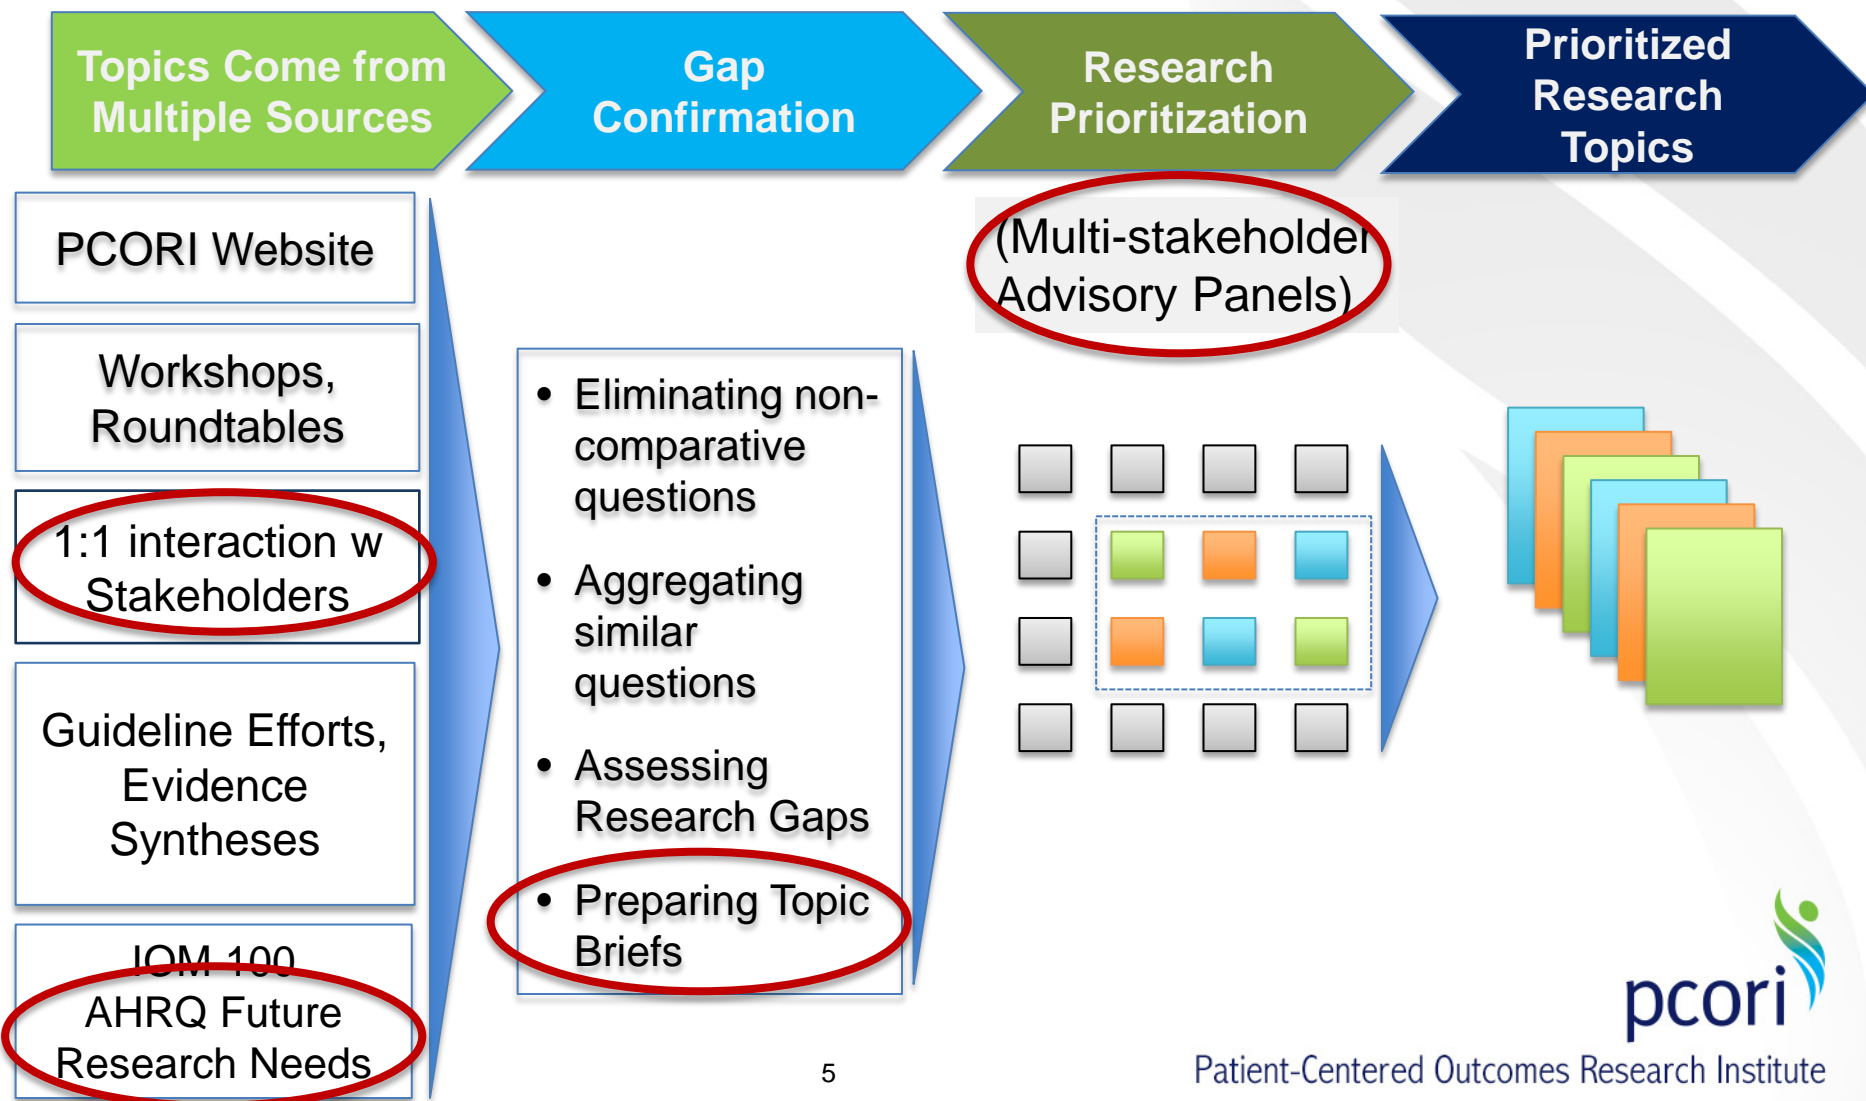 Topics Come from
Multiple Sources
Gap
Confirmation
Research
Prioritization
Prioritized
Research
Topics
PCORI Website
Workshops,
Roundtables
1:1 interaction w
Stakeholders
Guideline Efforts,
Evidence
Syntheses
IOM 100
AHRQ Future
Research Needs
• Eliminating non-
comparative
questions
• Aggregating
similar
questions
• Assessing
Research Gaps
• Preparing Topic
Briefs
(Multi-stakeholder
Advisory Panels)
5
pcori
Patient-Centered Outcomes Research Institute